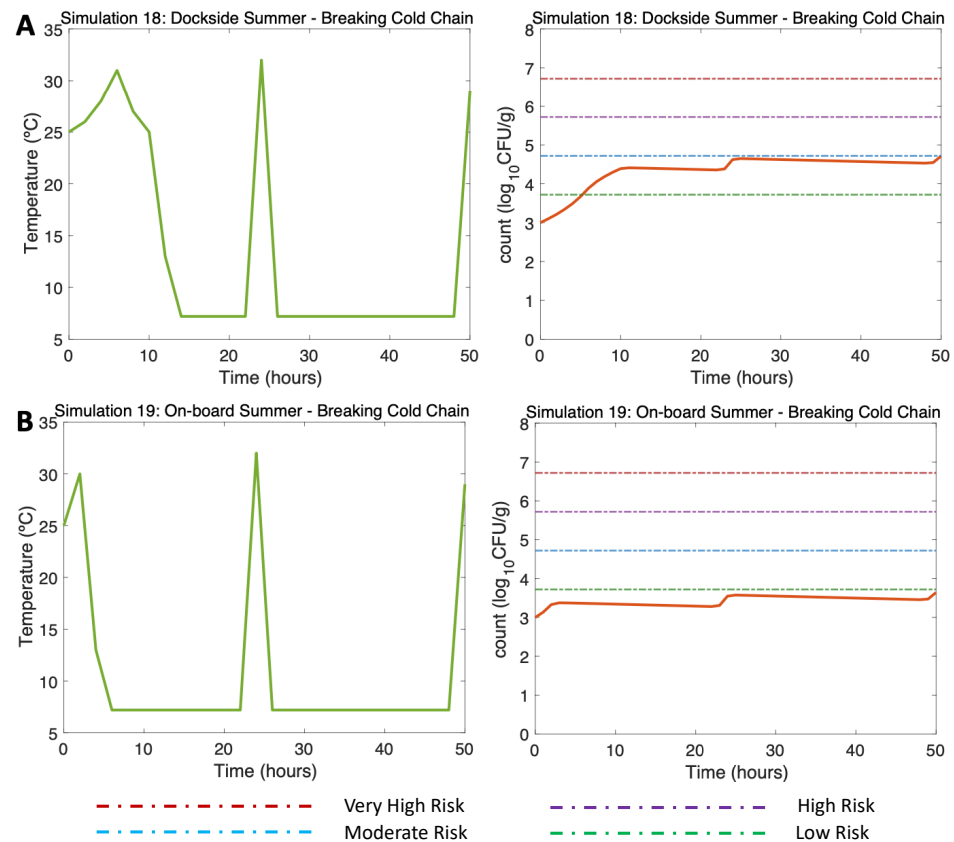 A
Simulation 18: Dockside Summer - Breaking Cold Chain
35
30
25
20
15
10
5
0 10 20 30 40 50
Temperature (°C)
Time (hours)
Simulation 18: Dockside Summer - Breaking Cold Chain
8
7
6
5
4
3
2
1
0
0 10 20 30 40 50
count (log10CFU/g)
Time (hours)
B
Simulation 19: On-board Summer - Breaking Cold Chain
35
30
25
20
15
10
5
0 10 20 30 40 50
Temperature (°C)
Time (hours)
Simulation 19: On-board Summer - Breaking Cold Chain
8
7
6
5
4
3
2
1
0
0 10 20 30 40 50
count (log10CFU/g)
Time (hours)
Very High Risk
High Risk
Moderate Risk
Low Risk